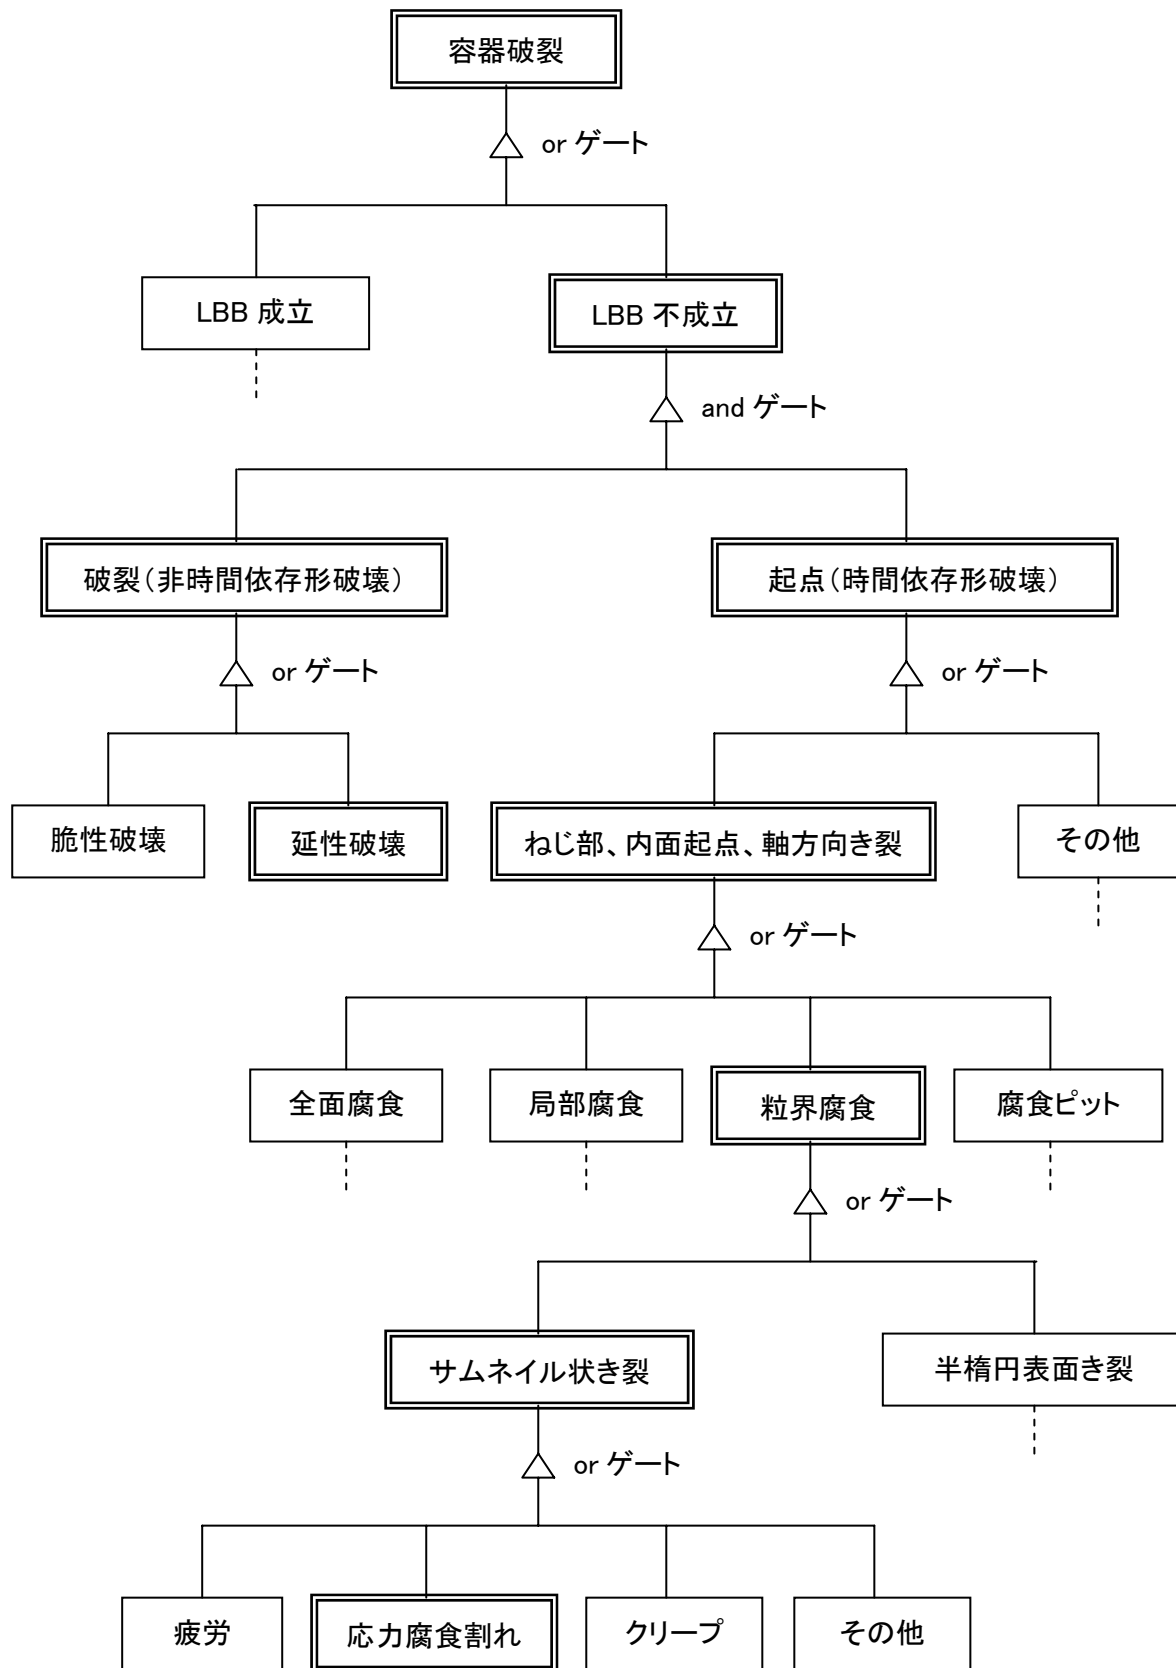 容器破裂
or ゲート
LBB 成立
LBB 不成立
and ゲート
破裂（非時間依存形破壊）
起点（時間依存形破壊）
or ゲート
or ゲート
脆性破壊
延性破壊
ねじ部、内面起点、軸方向き裂
その他
or ゲート
全面腐食
局部腐食
粒界腐食
腐食ピット
or ゲート
サムネイル状き裂
半楕円表面き裂
or ゲート
疲労
応力腐食割れ
クリープ
その他